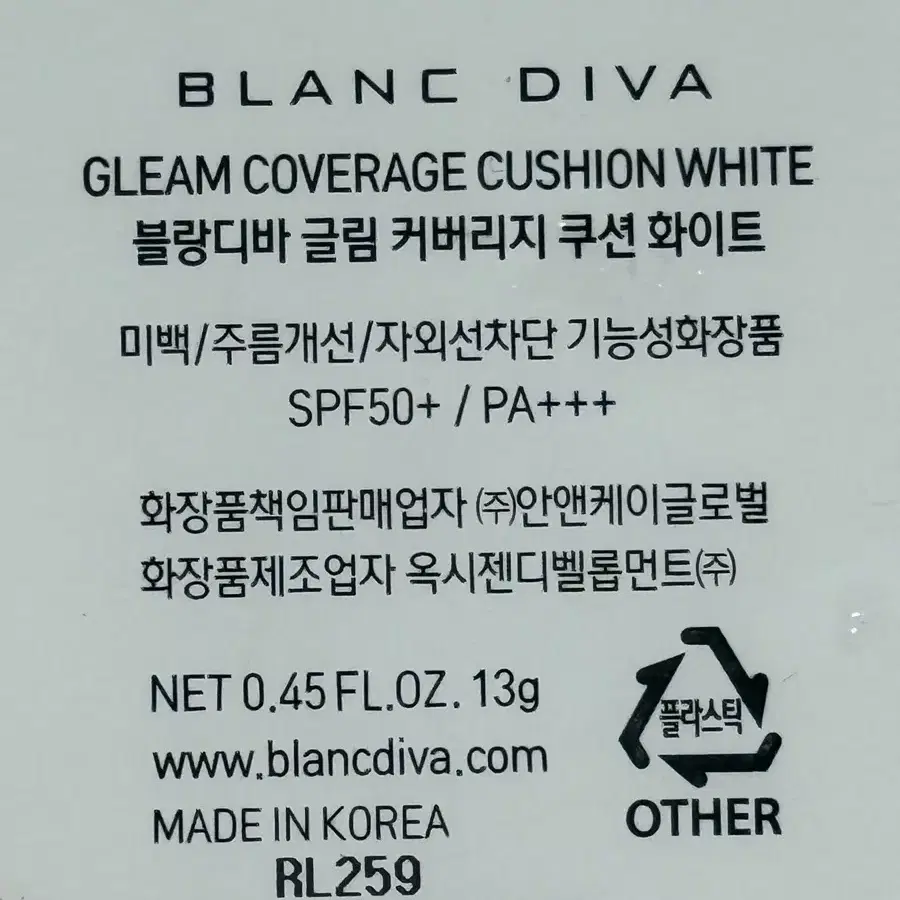 BLANC DIVA
GLEAM COVERAGE CUSHION WHITE
블랑디바 글림 커버리지 쿠션 화이트
미백/주름개선/자외선차단 기능성화장품
SPF50+ / PA+++
화장품책임판매업자 ㈜안앤케이글로벌
화장품제조업자 옥시젠디벨롭먼트㈜
NET 0.45 FL.OZ. 13g
www.blancdiva.com
MADE IN KOREA
RL259
플라스틱
OTHER